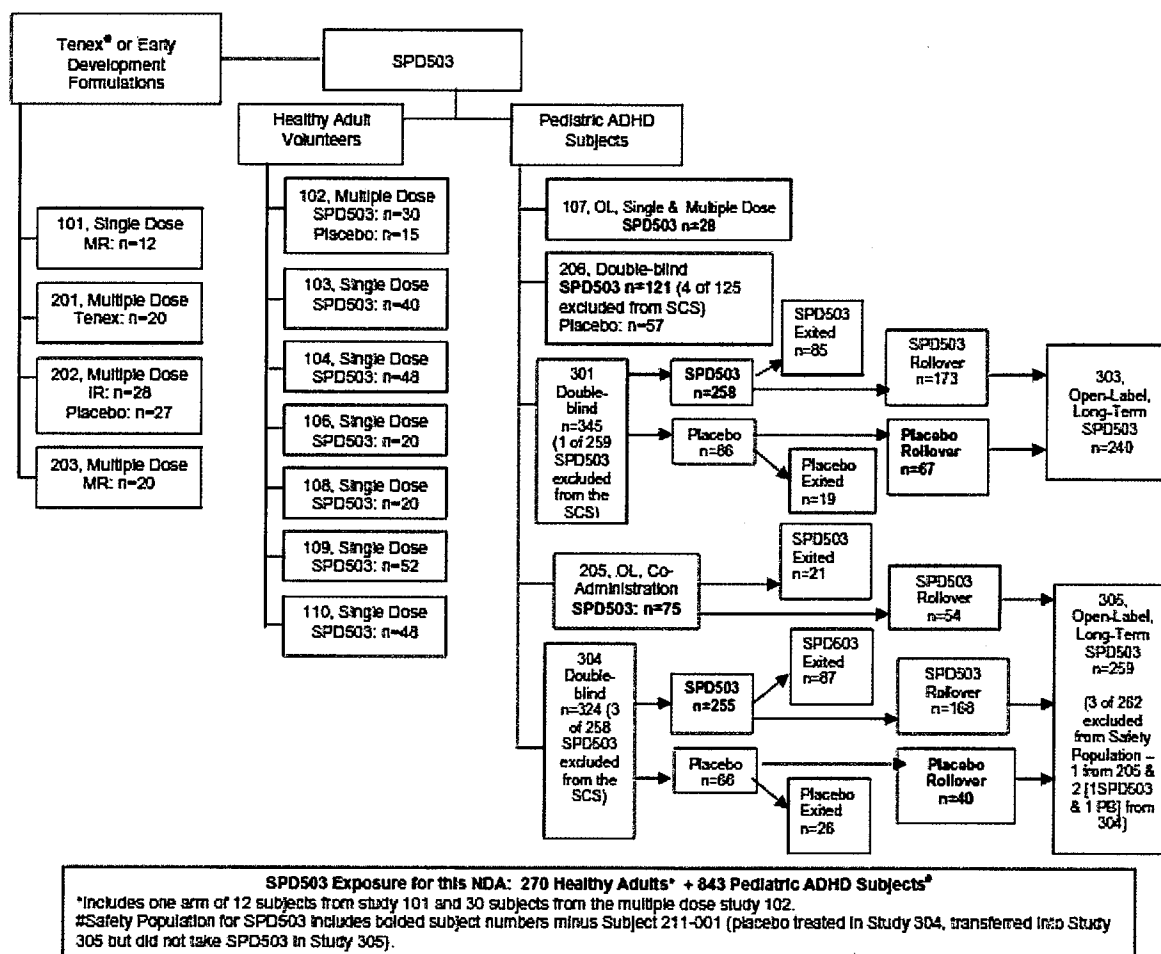 Tenex® or Early
Development
Formulations
SPD503
Healthy Adult
Volunteers
Pediatric ADHD
Subjects
101, Single Dose
MR: n=12
201, Multiple Dose
Tenex: n=20
202, Multiple Dose
IR: n=28
Placebo: n=27
203, Multiple Dose
MR: n=20
102, Multiple Dose
SPD503: n=30
Placebo: n=15
103, Single Dose
SPD503: n=40
104, Single Dose
SPD503: n=48
106, Single Dose
SPD503: n=20
108, Single Dose
SPD503: n=20
109, Single Dose
SPD503: n=52
110, Single Dose
SPD503: n=48
107, OL, Single & Multiple Dose
SPD503 n=28
206, Double-blind
SPD503 n=121 (4 of 125
excluded from SCS)
Placebo: n=57
301
Double-
blind
n=345
(1 of 259
SPD503
excluded
from the
SCS)
SPD503
n=258
SPD503
Exited
n=85
SPD503
Rollover
n=173
Placebo
n=86
Placebo
Exited
n=19
Placebo
Rollover
n=67
303,
Open-Label,
Long-Term
SPD503
n=240
205, OL, Co-
Administration
SPD503: n=75
SPD503
Exited
n=21
SPD503
Rollover
n=54
304
Double-
blind
n=324 (3
of 258
SPD503
excluded
from the
SCS)
SPD503
n=255
SPD503
Exited
n=87
SPD503
Rollover
n=168
Placebo
n=66
Placebo
Exited
n=26
Placebo
Rollover
n=40
305,
Open-Label,
Long-Term
SPD503
n=259
(3 of 262
excluded
from Safety
Population –
1 from 205 &
2 [1SPD503
& 1 PB] from
304)
SPD503 Exposure for this NDA: 270 Healthy Adults* + 843 Pediatric ADHD Subjects#
*Includes one arm of 12 subjects from study 101 and 30 subjects from the multiple dose study 102.
#Safety Population for SPD503 includes bolded subject numbers minus Subject 211-001 (placebo treated in Study 304, transferred into Study
305 but did not take SPD503 in Study 305).